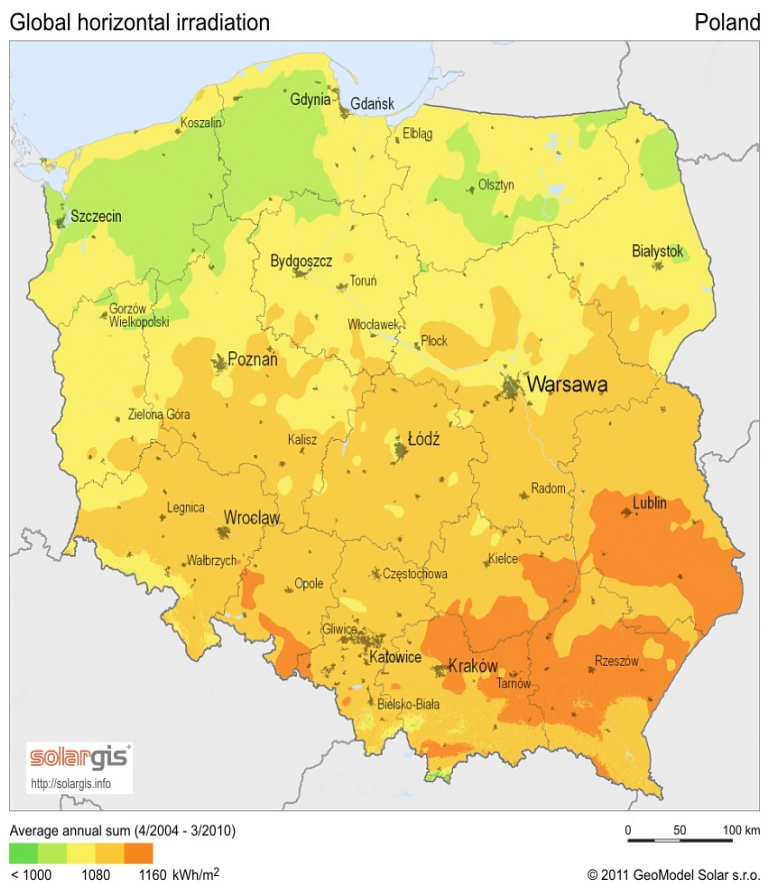 Global horizontal irradiation Poland
Gdynia
Gdańsk
Koszalin
Elbląg
Olsztyn
Szczecin
Białystok
Bydgoszcz
Toruń
Gorzów
Wielkopolski
Włocławek
Płock
Poznań
Warsawa
Zielona Góra
Kalisz
Łódź
Radom
Lublin
Legnica
Wrocław
Wałbrzych
Kielce
Opole
Częstochowa
Gliwice
Katowice
Kraków
Rzeszów
Tarnów
Bielsko-Biała
solargis
http://solargis.info
Average annual sum (4/2004 - 3/2010)
0 50 100 km
< 1000 1080 1160 kWh/m²
© 2011 GeoModel Solar s.r.o.